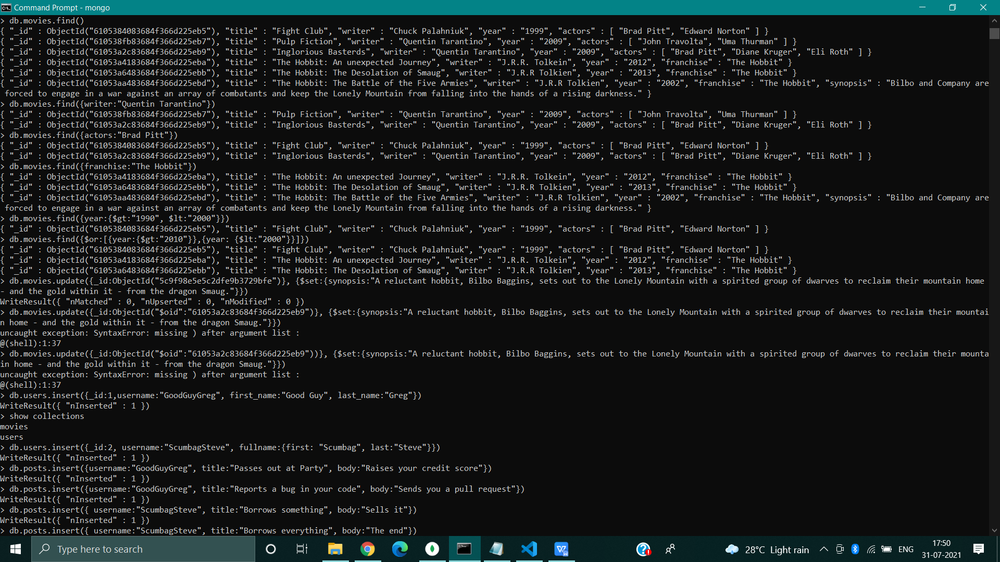 Command Prompt - mongo
> db.movies.find()
{ "_id" : ObjectId("6105384083684f366d225eb5"), "title" : "Fight Club", "writer" : "Chuck Palahniuk", "year" : "1999", "actors" : [ "Brad Pitt", "Edward Norton" ] }
{ "_id" : ObjectId("610538fb83684f366d225eb7"), "title" : "Pulp Fiction", "writer" : "Quentin Tarantino", "year" : "2009", "actors" : [ "John Travolta", "Uma Thurman" ] }
{ "_id" : ObjectId("61053a2c83684f366d225eb9"), "title" : "Inglorious Basterds", "writer" : "Quentin Tarantino", "year" : "2009", "actors" : [ "Brad Pitt", "Diane Kruger", "Eli Roth" ] }
{ "_id" : ObjectId("61053a4183684f366d225eba"), "title" : "The Hobbit: An unexpected Journey", "writer" : "J.R.R. Tolkein", "year" : "2012", "franchise" : "The Hobbit" }
{ "_id" : ObjectId("61053a6483684f366d225ebb"), "title" : "The Hobbit: The Desolation of Smaug", "writer" : "J.R.R Tolkien", "year" : "2013", "franchise" : "The Hobbit" }
{ "_id" : ObjectId("61053aa483684f366d225ebd"), "title" : "The Hobbit: The Battle of the Five Armies", "writer" : "J.R.R Tolkien", "year" : "2002", "franchise" : "The Hobbit", "synopsis" : "Bilbo and Company are
 forced to engage in a war against an array of combatants and keep the Lonely Mountain from falling into the hands of a rising darkness." }
> db.movies.find({writer:"Quentin Tarantino"})
{ "_id" : ObjectId("610538fb83684f366d225eb7"), "title" : "Pulp Fiction", "writer" : "Quentin Tarantino", "year" : "2009", "actors" : [ "John Travolta", "Uma Thurman" ] }
{ "_id" : ObjectId("61053a2c83684f366d225eb9"), "title" : "Inglorious Basterds", "writer" : "Quentin Tarantino", "year" : "2009", "actors" : [ "Brad Pitt", "Diane Kruger", "Eli Roth" ] }
> db.movies.find({actors:"Brad Pitt"})
{ "_id" : ObjectId("6105384083684f366d225eb5"), "title" : "Fight Club", "writer" : "Chuck Palahniuk", "year" : "1999", "actors" : [ "Brad Pitt", "Edward Norton" ] }
{ "_id" : ObjectId("61053a2c83684f366d225eb9"), "title" : "Inglorious Basterds", "writer" : "Quentin Tarantino", "year" : "2009", "actors" : [ "Brad Pitt", "Diane Kruger", "Eli Roth" ] }
> db.movies.find({franchise:"The Hobbit"})
{ "_id" : ObjectId("61053a4183684f366d225eba"), "title" : "The Hobbit: An unexpected Journey", "writer" : "J.R.R. Tolkein", "year" : "2012", "franchise" : "The Hobbit" }
{ "_id" : ObjectId("61053a6483684f366d225ebb"), "title" : "The Hobbit: The Desolation of Smaug", "writer" : "J.R.R Tolkien", "year" : "2013", "franchise" : "The Hobbit" }
{ "_id" : ObjectId("61053aa483684f366d225ebd"), "title" : "The Hobbit: The Battle of the Five Armies", "writer" : "J.R.R Tolkien", "year" : "2002", "franchise" : "The Hobbit", "synopsis" : "Bilbo and Company are
 forced to engage in a war against an array of combatants and keep the Lonely Mountain from falling into the hands of a rising darkness." }
> db.movies.find({year:{$gt:"1990", $lt:"2000"}})
{ "_id" : ObjectId("6105384083684f366d225eb5"), "title" : "Fight Club", "writer" : "Chuck Palahniuk", "year" : "1999", "actors" : [ "Brad Pitt", "Edward Norton" ] }
> db.movies.find({$or:[{year:{$gt:"2010"}},{year: {$lt:"2000"}}]})
{ "_id" : ObjectId("6105384083684f366d225eb5"), "title" : "Fight Club", "writer" : "Chuck Palahniuk", "year" : "1999", "actors" : [ "Brad Pitt", "Edward Norton" ] }
{ "_id" : ObjectId("61053a4183684f366d225eba"), "title" : "The Hobbit: An unexpected Journey", "writer" : "J.R.R. Tolkein", "year" : "2012", "franchise" : "The Hobbit" }
{ "_id" : ObjectId("61053a6483684f366d225ebb"), "title" : "The Hobbit: The Desolation of Smaug", "writer" : "J.R.R Tolkien", "year" : "2013", "franchise" : "The Hobbit" }
> db.movies.update({_id:ObjectId("5c9f98e5e5c2dfe9b3729bfe")}, {$set:{synopsis:"A reluctant hobbit, Bilbo Baggins, sets out to the Lonely Mountain with a spirited group of dwarves to reclaim their mountain home
- and the gold within it - from the dragon Smaug."}})
WriteResult({ "nMatched" : 0, "nUpserted" : 0, "nModified" : 0 })
> db.movies.update({_id:ObjectId("$oid":"61053a2c83684f366d225eb9")}, {$set:{synopsis:"A reluctant hobbit, Bilbo Baggins, sets out to the Lonely Mountain with a spirited group of dwarves to reclaim their mountai
n home - and the gold within it - from the dragon Smaug."}})
uncaught exception: SyntaxError: missing ) after argument list :
@(shell):1:37
> db.movies.update({_id:ObjectId("$oid":"61053a2c83684f366d225eb9"))}, {$set:{synopsis:"A reluctant hobbit, Bilbo Baggins, sets out to the Lonely Mountain with a spirited group of dwarves to reclaim their mounta
in home - and the gold within it - from the dragon Smaug."}})
uncaught exception: SyntaxError: missing ) after argument list :
@(shell):1:37
> db.users.insert({_id:1,username:"GoodGuyGreg", first_name:"Good Guy", last_name:"Greg"})
WriteResult({ "nInserted" : 1 })
> show collections
movies
users
> db.users.insert({_id:2, username:"ScumbagSteve", fullname:{first: "Scumbag", last:"Steve"}})
WriteResult({ "nInserted" : 1 })
> db.posts.insert({username:"GoodGuyGreg", title:"Passes out at Party", body:"Raises your credit score"})
WriteResult({ "nInserted" : 1 })
> db.posts.insert({username:"GoodGuyGreg", title:"Reports a bug in your code", body:"Sends you a pull request"})
WriteResult({ "nInserted" : 1 })
> db.posts.insert({ username:"ScumbagSteve", title:"Borrows something", body:"Sells it"})
WriteResult({ "nInserted" : 1 })
> db.posts.insert({ username:"ScumbagSteve", title:"Borrows everything", body:"The end"})
Type here to search
28°C Light rain
ENG
17:50
31-07-2021